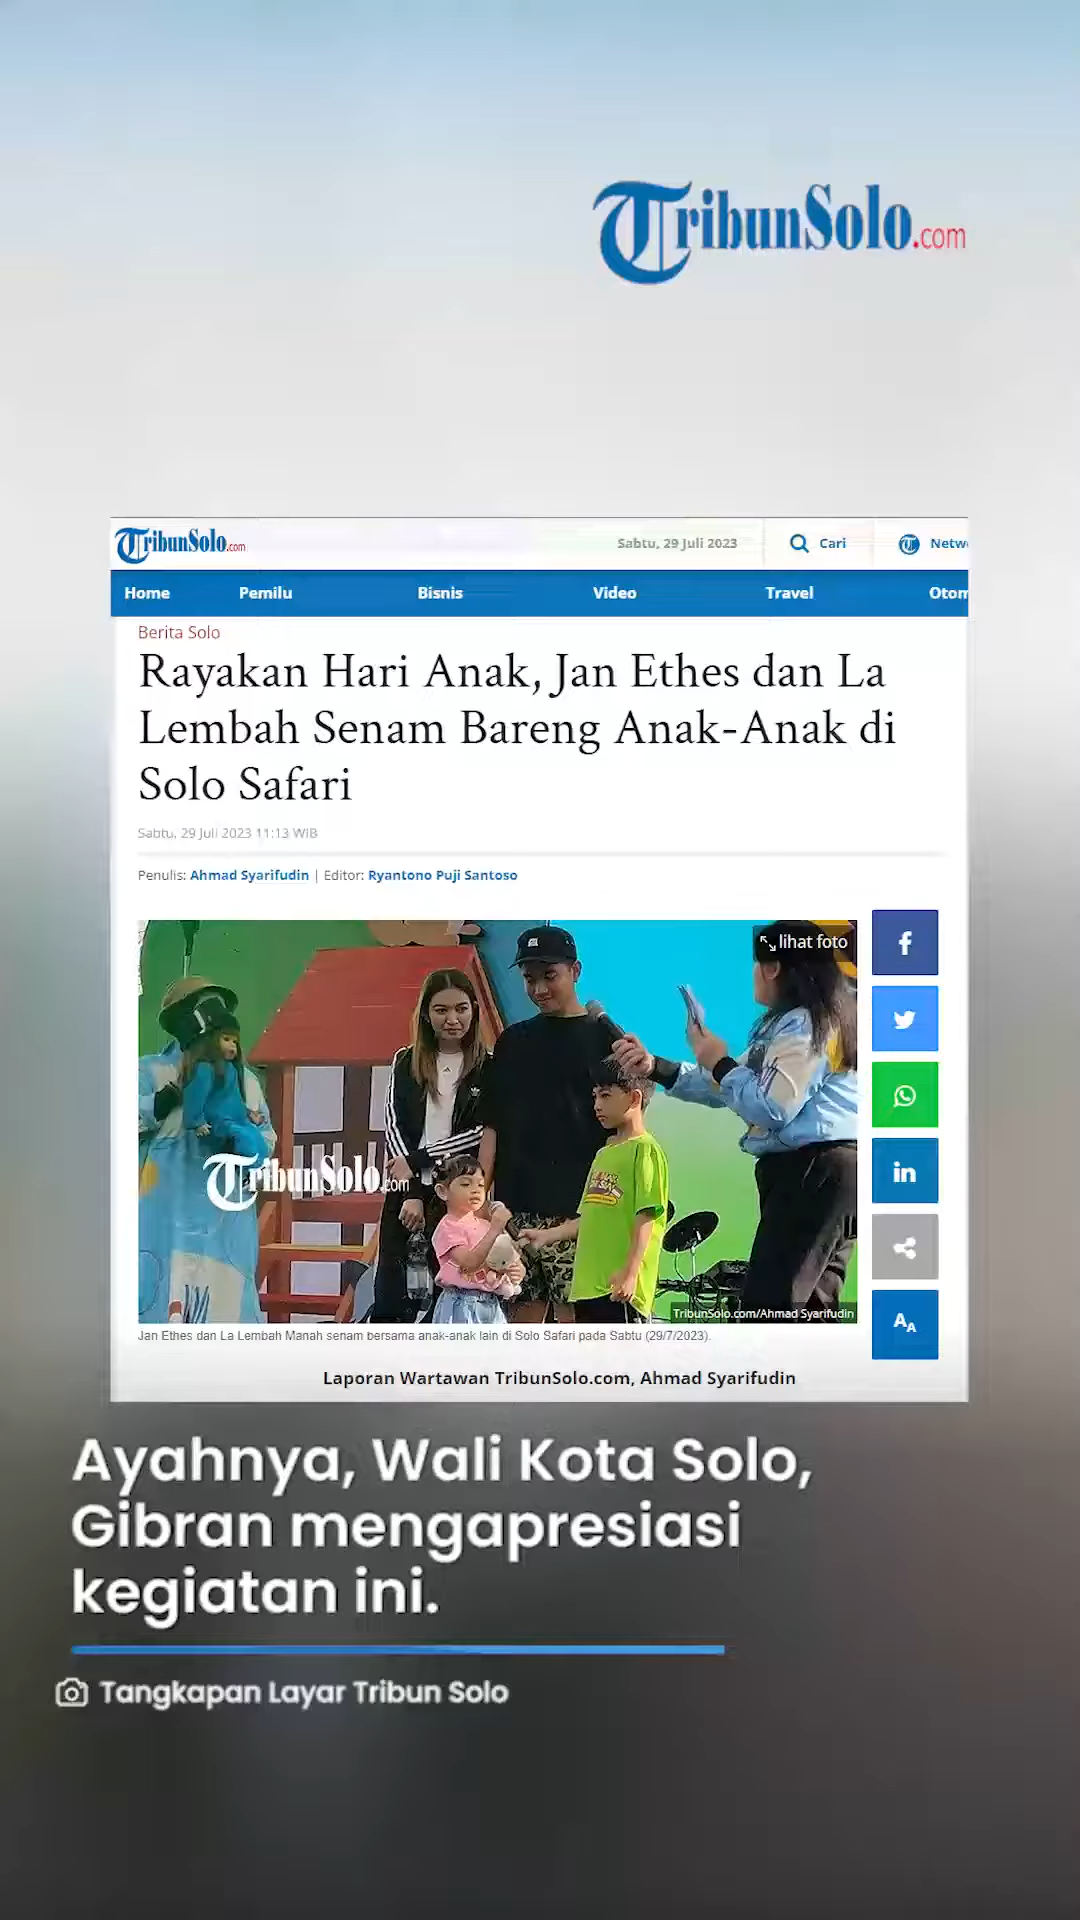 TribunSolo.com
TribunSolo.com
Sabtu, 29 Juli 2023
Cari
Netw
Home Pemilu Bisnis Video Travel Otom
Berita Solo
Rayakan Hari Anak, Jan Ethes dan La
Lembah Senam Bareng Anak-Anak di
Solo Safari
Sabtu, 29 Juli 2023 11:13 WIB
Penulis: Ahmad Syarifudin | Editor: Ryantono Puji Santoso
lihat foto
TribunSolo.com
TribunSolo.com/Ahmad Syarifudin
AA
Jan Ethes dan La Lembah Manah senam bersama anak-anak lain di Solo Safari pada Sabtu (29/7/2023).
Laporan Wartawan TribunSolo.com, Ahmad Syarifudin
Ayahnya, Wali Kota Solo,
Gibran mengapresiasi
kegiatan ini.
Tangkapan Layar Tribun Solo